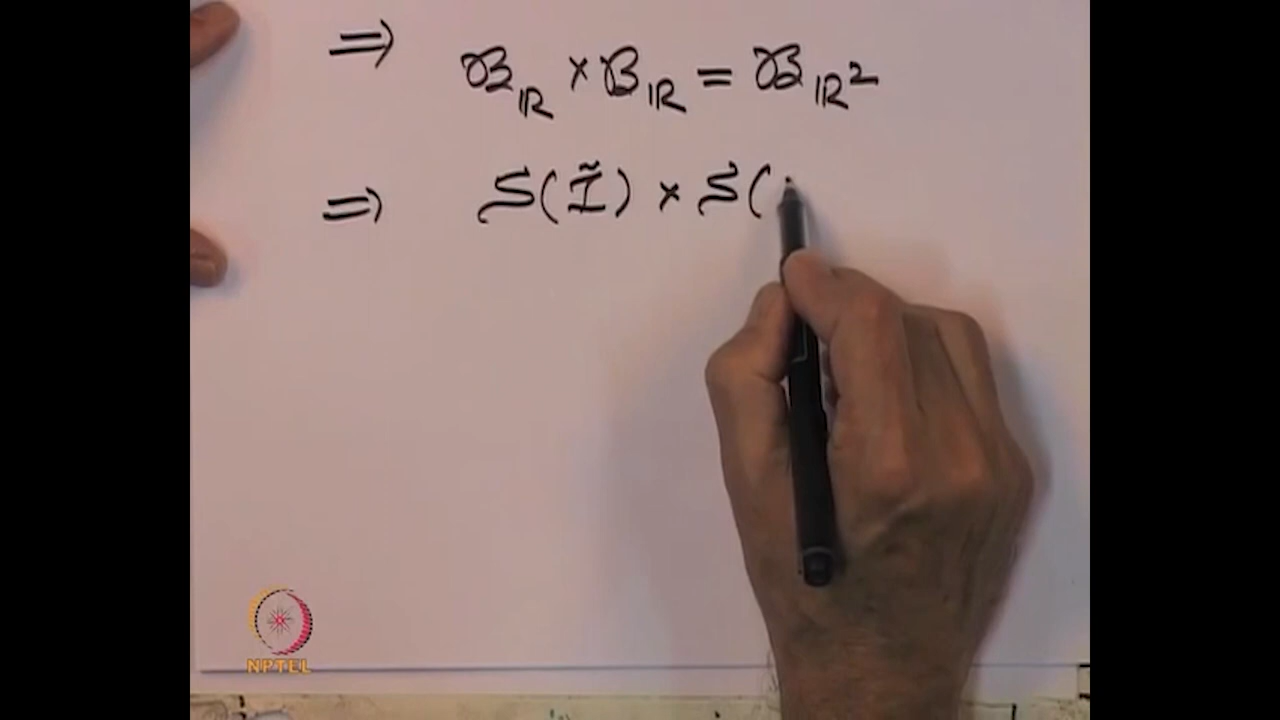 ⇒ 𝓑_ℝ × 𝓑_ℝ = 𝓑_ℝ²
⇒ S(Ĩ) × S(
NPTEL